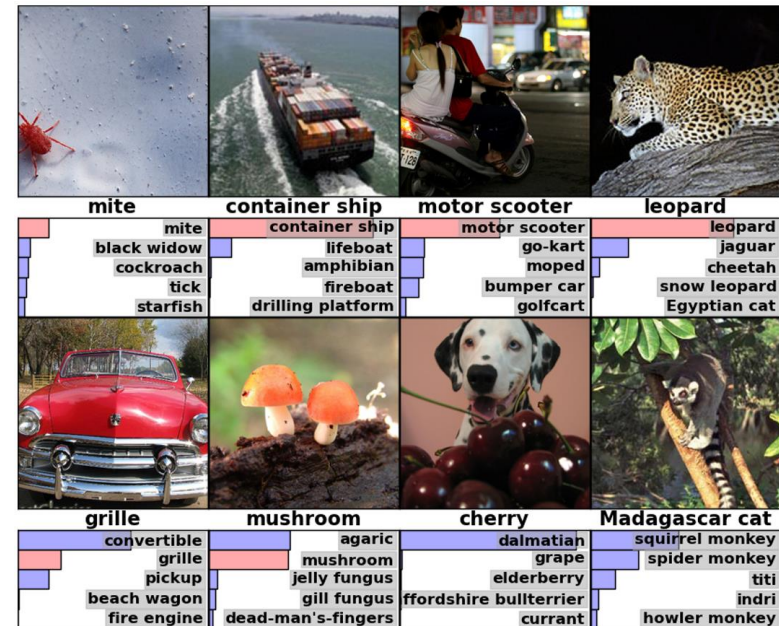 128
mite
container ship
motor scooter
leopard
mite
black widow
cockroach
tick
starfish
container ship
lifeboat
amphibian
fireboat
drilling platform
motor scooter
go-kart
moped
bumper car
golfcart
leopard
jaguar
cheetah
snow leopard
Egyptian cat
grille
mushroom
cherry
Madagascar cat
convertible
grille
pickup
beach wagon
fire engine
agaric
mushroom
jelly fungus
gill fungus
dead-man's-fingers
dalmatian
grape
elderberry
ffordshire bullterrier
currant
squirrel monkey
spider monkey
titi
indri
howler monkey